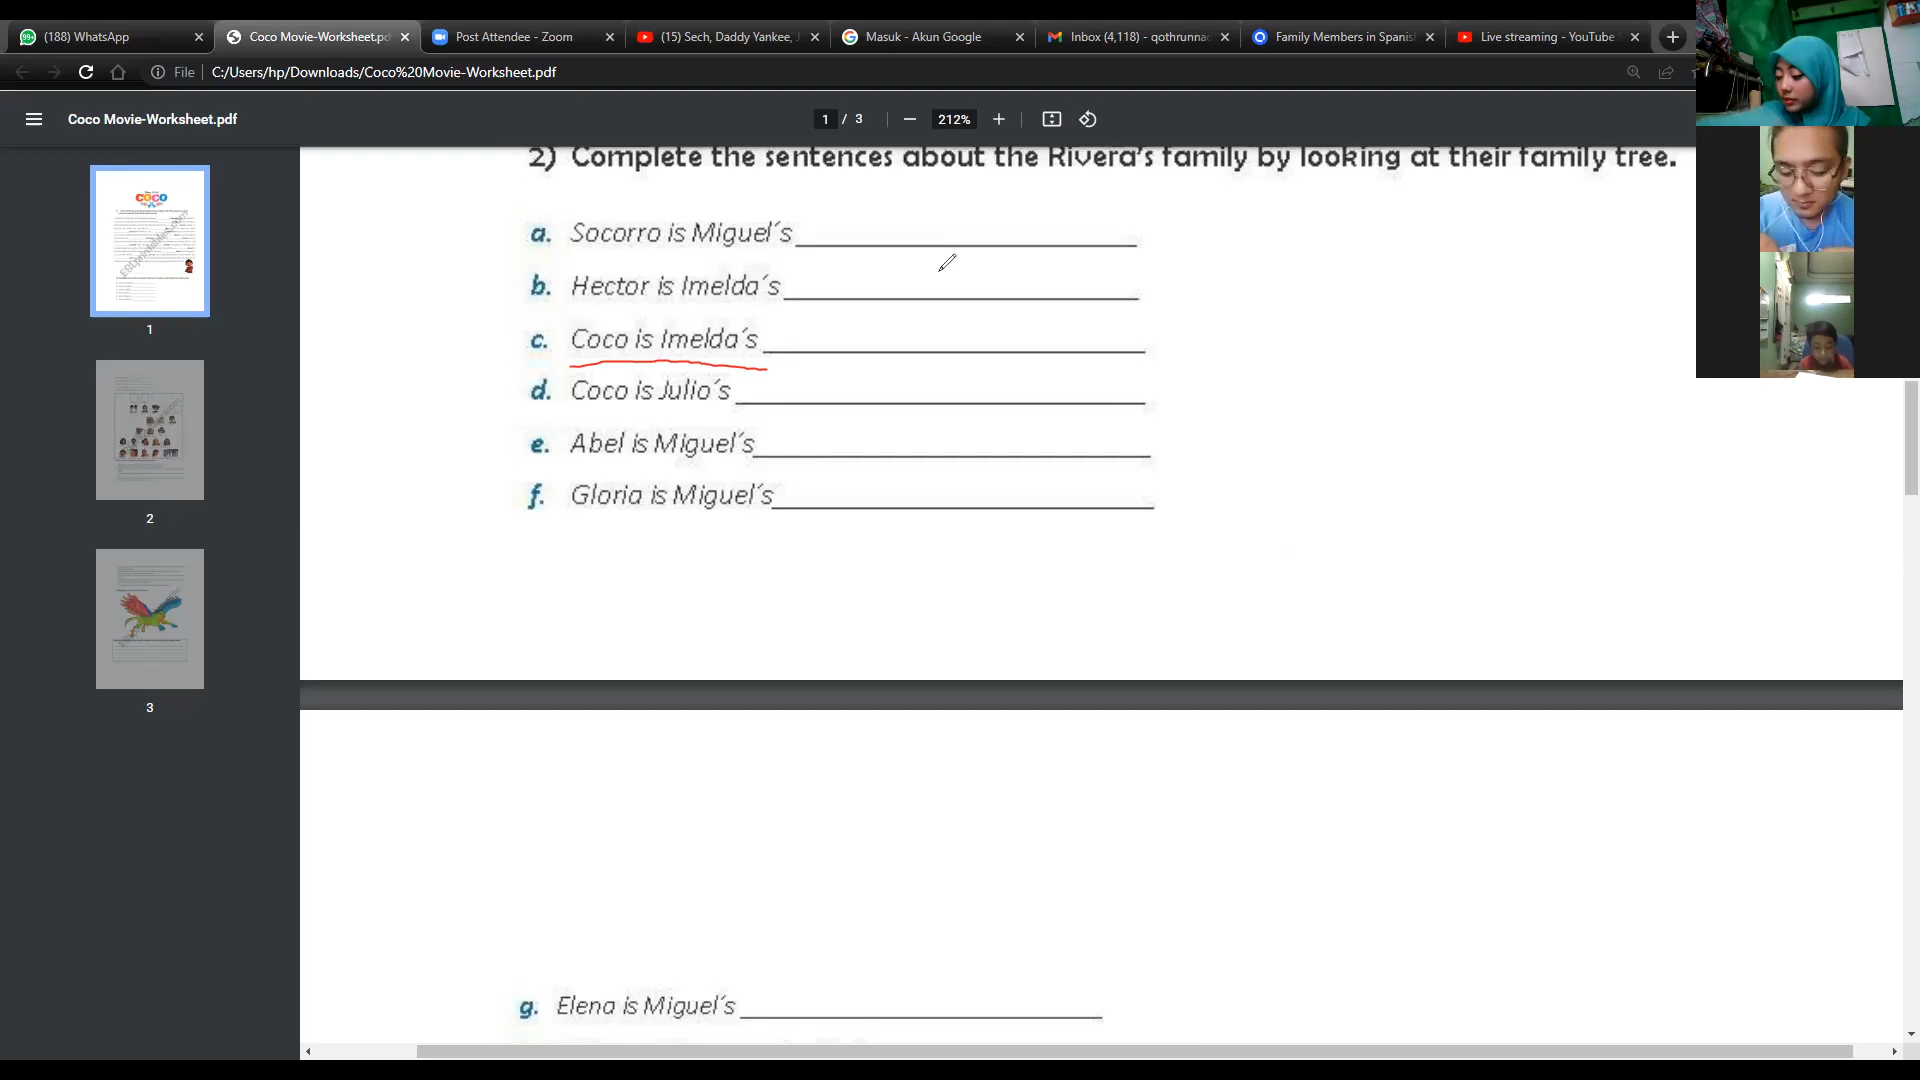 (188) WhatsApp
Coco Movie-Worksheet.pd
Post Attendee - Zoom
(15) Sech, Daddy Yankee, J
Masuk - Akun Google
Inbox (4,118) - qothrunnad
Family Members in Spanis
Live streaming - YouTube
File
C:/Users/hp/Downloads/Coco%20Movie-Worksheet.pdf
Coco Movie-Worksheet.pdf
1 / 3
212%
2) Complete the sentences about the Rivera's family by looking at their family tree.
a. Socorro is Miguel´s
b. Hector is Imelda´s
c. Coco is Imelda´s
d. Coco is Julio´s
e. Abel is Miguel´s
f. Gloria is Miguel´s
g. Elena is Miguel´s
COCO
1
2
3